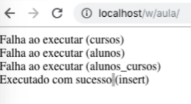 localhost/w/aula/
Falha ao executar (cursos)
Falha ao executar (alunos)
Falha ao executar (alunos_cursos)
Executado com sucesso (insert)